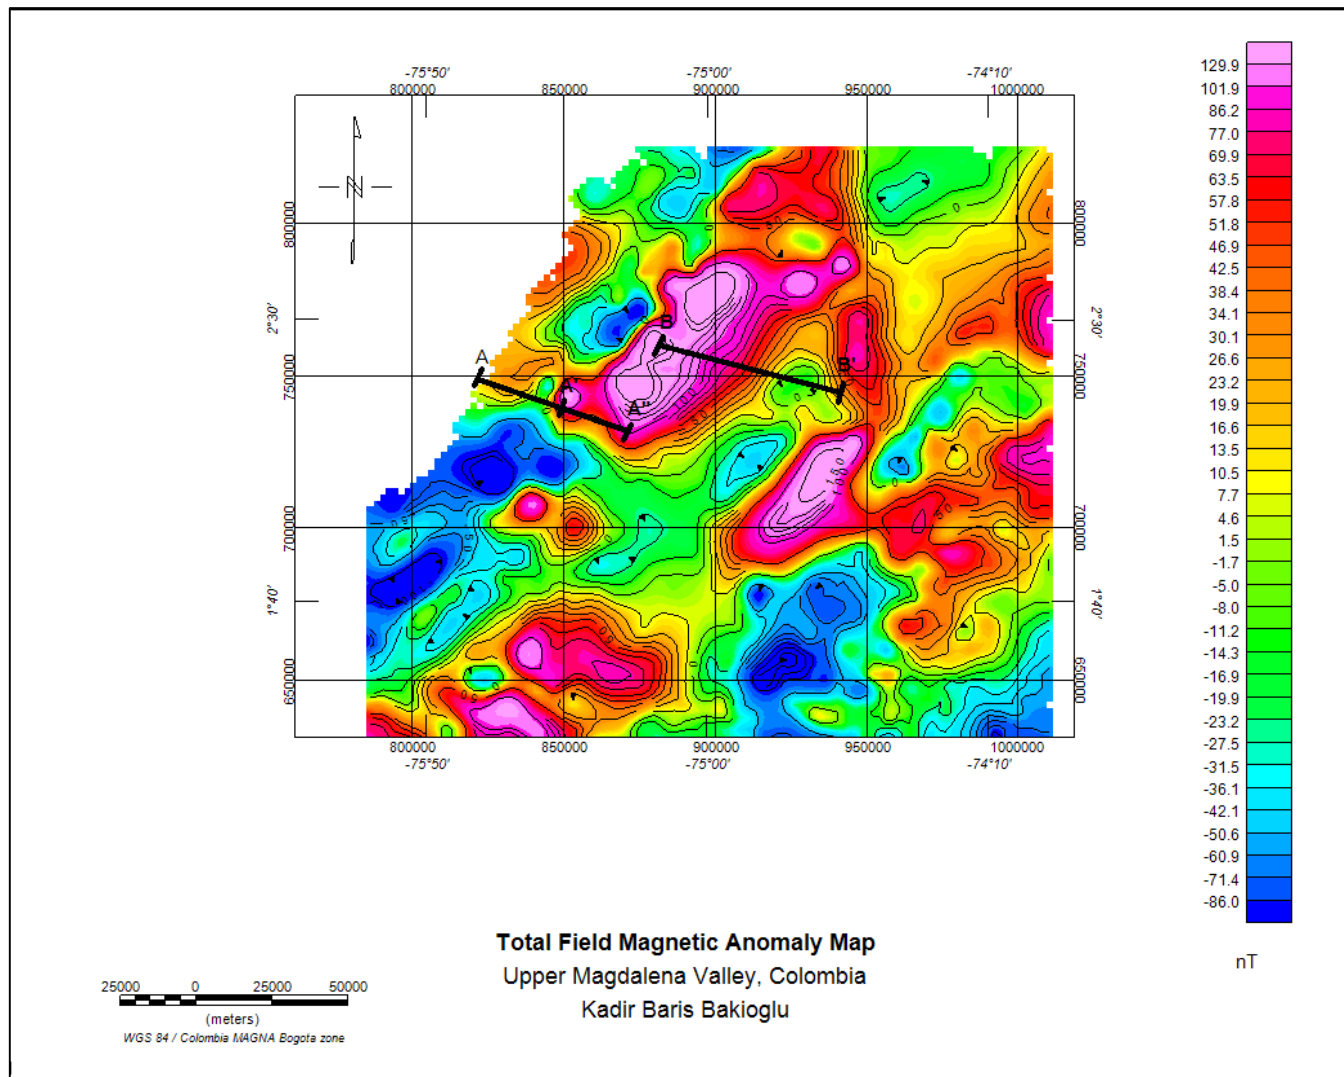 -75°50' -75°00' -74°10'
800000 850000 900000 950000 1000000
N
800000 800000
2°30' 2°30'
750000 750000
700000 700000
1°40' 1°40'
650000 650000
A
A'
A"
B
B'
800000 850000 900000 950000 1000000
-75°50' -75°00' -74°10'
129.9
101.9
86.2
77.0
69.9
63.5
57.8
51.8
46.9
42.5
38.4
34.1
30.1
26.6
23.2
19.9
16.6
13.5
10.5
7.7
4.6
1.5
-1.7
-5.0
-8.0
-11.2
-14.3
-16.9
-19.9
-23.2
-27.5
-31.5
-36.1
-42.1
-50.6
-60.9
-71.4
-86.0
nT
Total Field Magnetic Anomaly Map
Upper Magdalena Valley, Colombia
Kadir Baris Bakioglu
25000 0 25000 50000
(meters)
WGS 84 / Colombia MAGNA Bogota zone